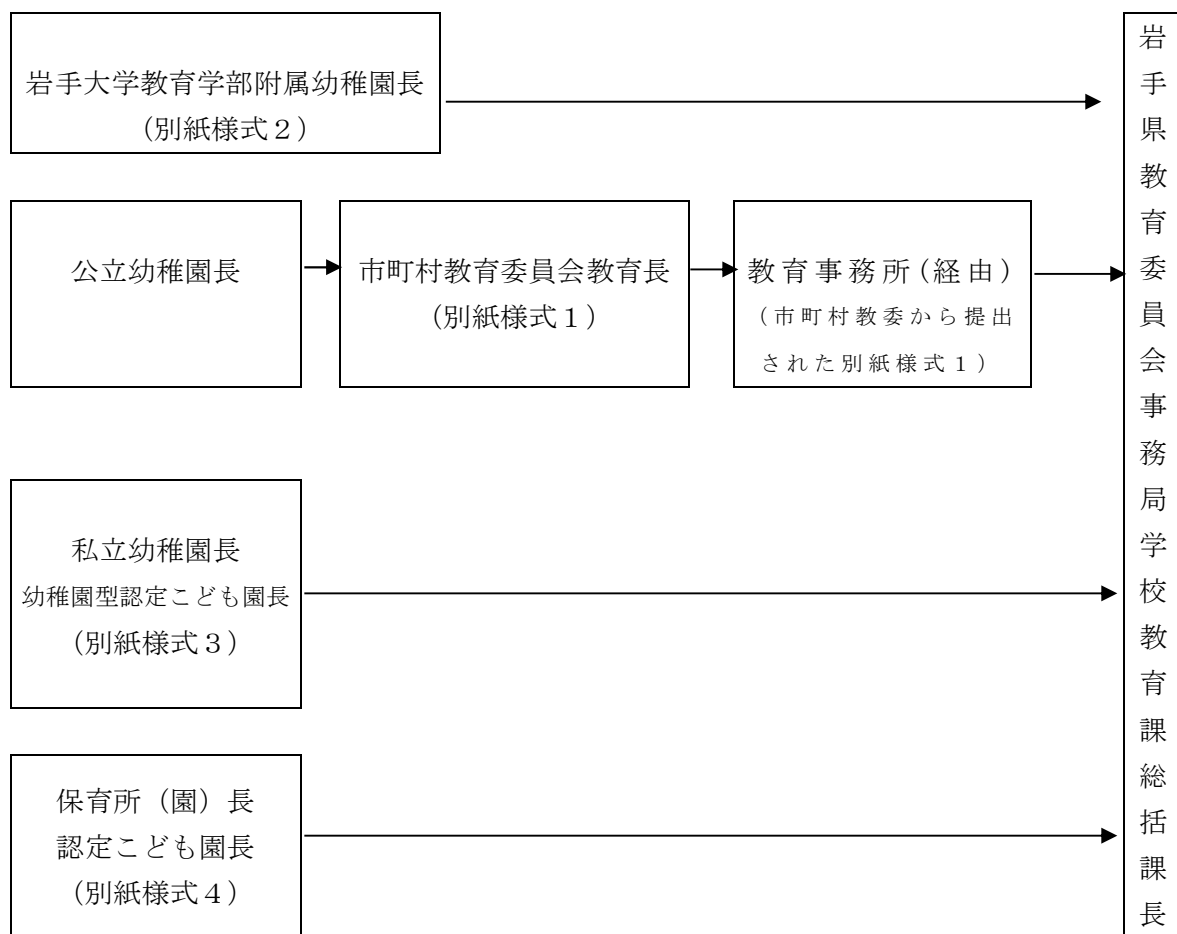 岩手大学教育学部附属幼稚園長
（別紙様式２）
公立幼稚園長
市町村教育委員会教育長
（別紙様式１）
教育事務所（経由）
（市町村教委から提出
された別紙様式１）
私立幼稚園長
幼稚園型認定こども園長
（別紙様式３）
保育所（園）長
認定こども園長
（別紙様式４）
岩手県教育委員会事務局学校教育課総括課長